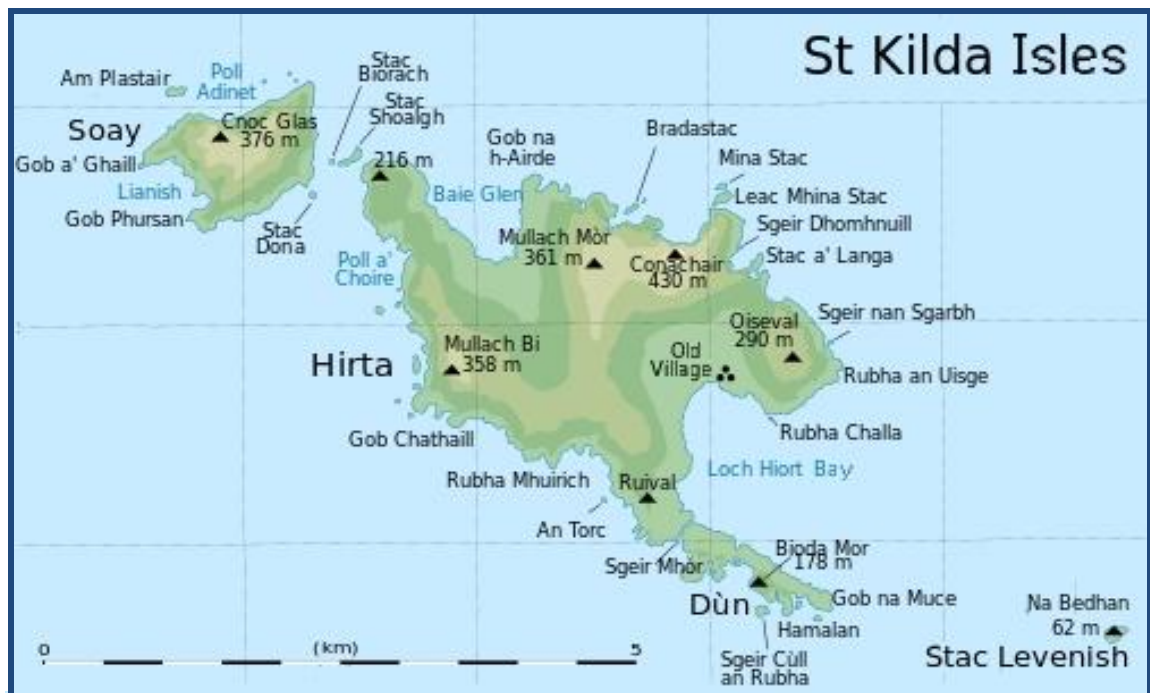 St Kilda Isles
Am Plastair
Poll
Adinet
Stac
Biorach
Stac
Shoalgh
Soay
Cnoc Glas
376 m
Gob a' Ghaill
Lianish
Gob Phursan
Stac
Dona
216 m
Baie Glen
Gob na
h-Airde
Bradastac
Mina Stac
Leac Mhina Stac
Sgeir Dhomhnuill
Stac a' Langa
Mullach Mòr
361 m
Conachair
430 m
Poll a'
Choire
Hirta
Mullach Bi
358 m
Oiseval
290 m
Old
Village
Sgeir nan Sgarbh
Rubha an Uisge
Rubha Challa
Gob Chathaill
Loch Hiort Bay
Rubha Mhuirich
Ruival
An Torc
Sgeir Mhòr
Bioda Mor
178 m
Dùn
Gob na Muce
Hamalan
Sgeir Cùll
an Rubha
Na Bedhan
62 m
Stac Levenish
0
(km)
5